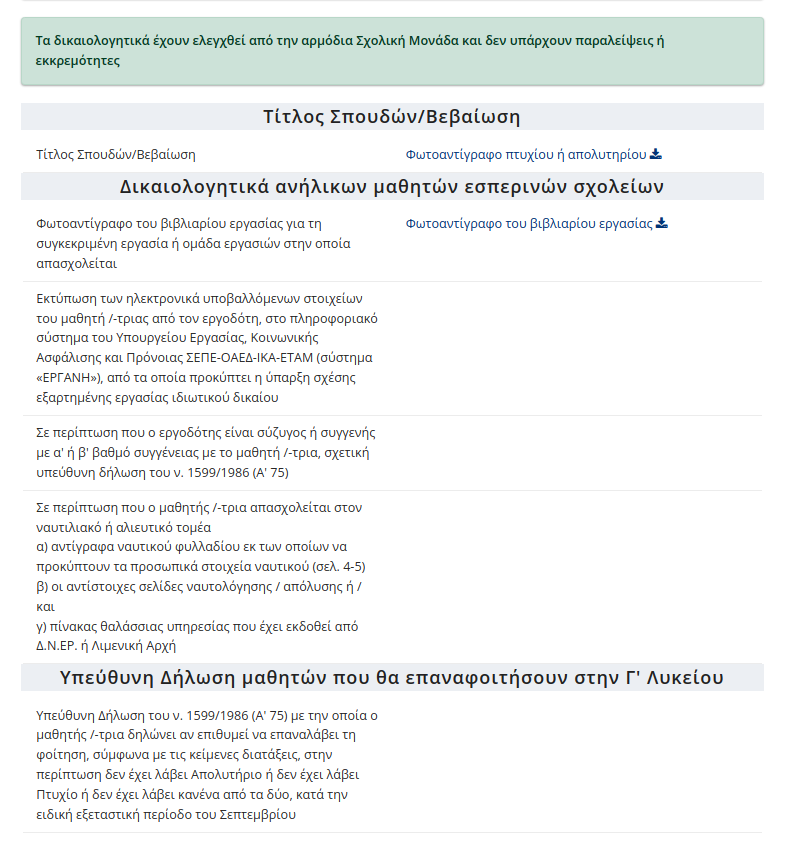 Τα δικαιολογητικά έχουν ελεγχθεί από την αρμόδια Σχολική Μονάδα και δεν υπάρχουν παραλείψεις ή
εκκρεμότητες
Τίτλος Σπουδών/Βεβαίωση
Τίτλος Σπουδών/Βεβαίωση
Φωτοαντίγραφο πτυχίου ή απολυτηρίου
Δικαιολογητικά ανήλικων μαθητών εσπερινών σχολείων
Φωτοαντίγραφο του βιβλιαρίου εργασίας για τη
συγκεκριμένη εργασία ή ομάδα εργασιών στην οποία
απασχολείται
Φωτοαντίγραφο του βιβλιαρίου εργασίας
Εκτύπωση των ηλεκτρονικά υποβαλλόμενων στοιχείων
του μαθητή /-τριας από τον εργοδότη, στο πληροφοριακό
σύστημα του Υπουργείου Εργασίας, Κοινωνικής
Ασφάλισης και Πρόνοιας ΣΕΠΕ-ΟΑΕΔ-ΙΚΑ-ΕΤΑΜ (σύστημα
«ΕΡΓΑΝΗ»), από τα οποία προκύπτει η ύπαρξη σχέσης
εξαρτημένης εργασίας ιδιωτικού δικαίου
Σε περίπτωση που ο εργοδότης είναι σύζυγος ή συγγενής
με α' ή β' βαθμό συγγένειας με το μαθητή /-τρια, σχετική
υπεύθυνη δήλωση του ν. 1599/1986 (Α' 75)
Σε περίπτωση που ο μαθητής /-τρια απασχολείται στον
ναυτιλιακό ή αλιευτικό τομέα
α) αντίγραφα ναυτικού φυλλαδίου εκ των οποίων να
προκύπτουν τα προσωπικά στοιχεία ναυτικού (σελ. 4-5)
β) οι αντίστοιχες σελίδες ναυτολόγησης / απόλυσης ή /
και
γ) πίνακας θαλάσσιας υπηρεσίας που έχει εκδοθεί από
Δ.Ν.ΕΡ. ή Λιμενική Αρχή
Υπεύθυνη Δήλωση μαθητών που θα επαναφοιτήσουν στην Γ' Λυκείου
Υπεύθυνη Δήλωση του ν. 1599/1986 (Α' 75) με την οποία ο
μαθητής /-τρια δηλώνει αν επιθυμεί να επαναλάβει τη
φοίτηση, σύμφωνα με τις κείμενες διατάξεις, στην
περίπτωση δεν έχει λάβει Απολυτήριο ή δεν έχει λάβει
Πτυχίο ή δεν έχει λάβει κανένα από τα δύο, κατά την
ειδική εξεταστική περίοδο του Σεπτεμβρίου